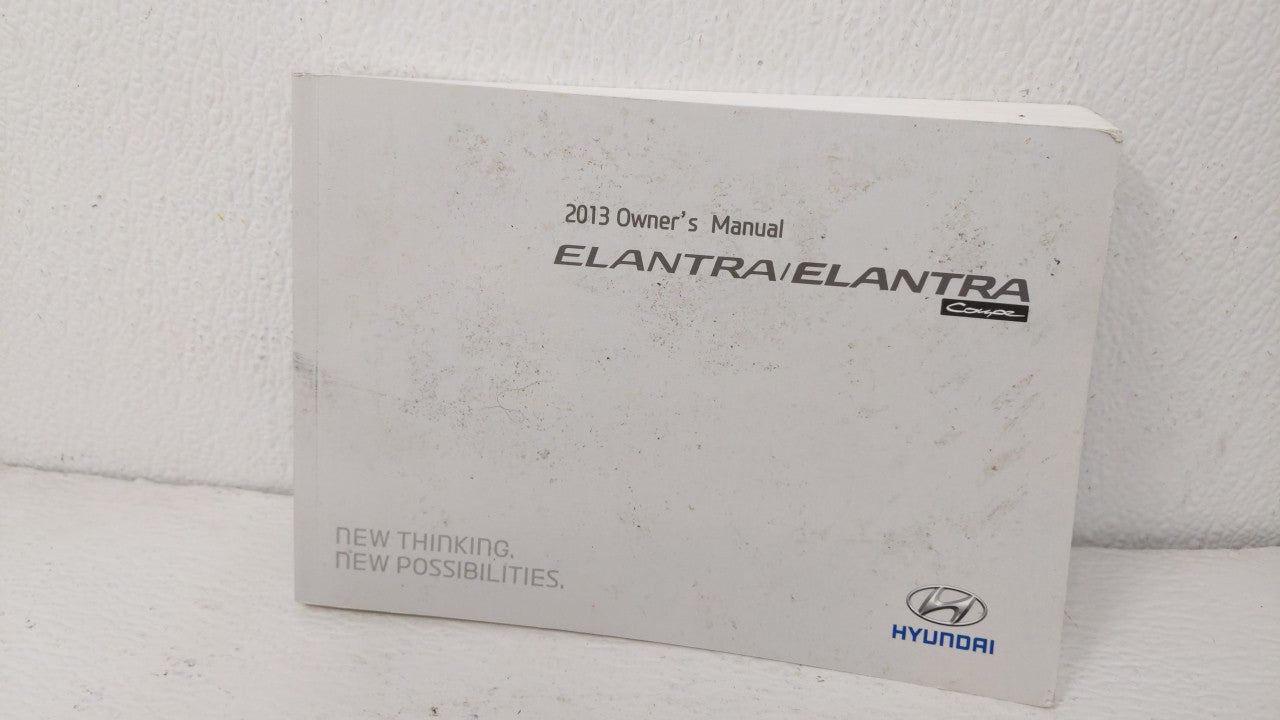 2013 Owner's Manual
ELANTRA/ELANTRA
Coupe
NEW THINKING.
NEW POSSIBILITIES.
HYUNDAI